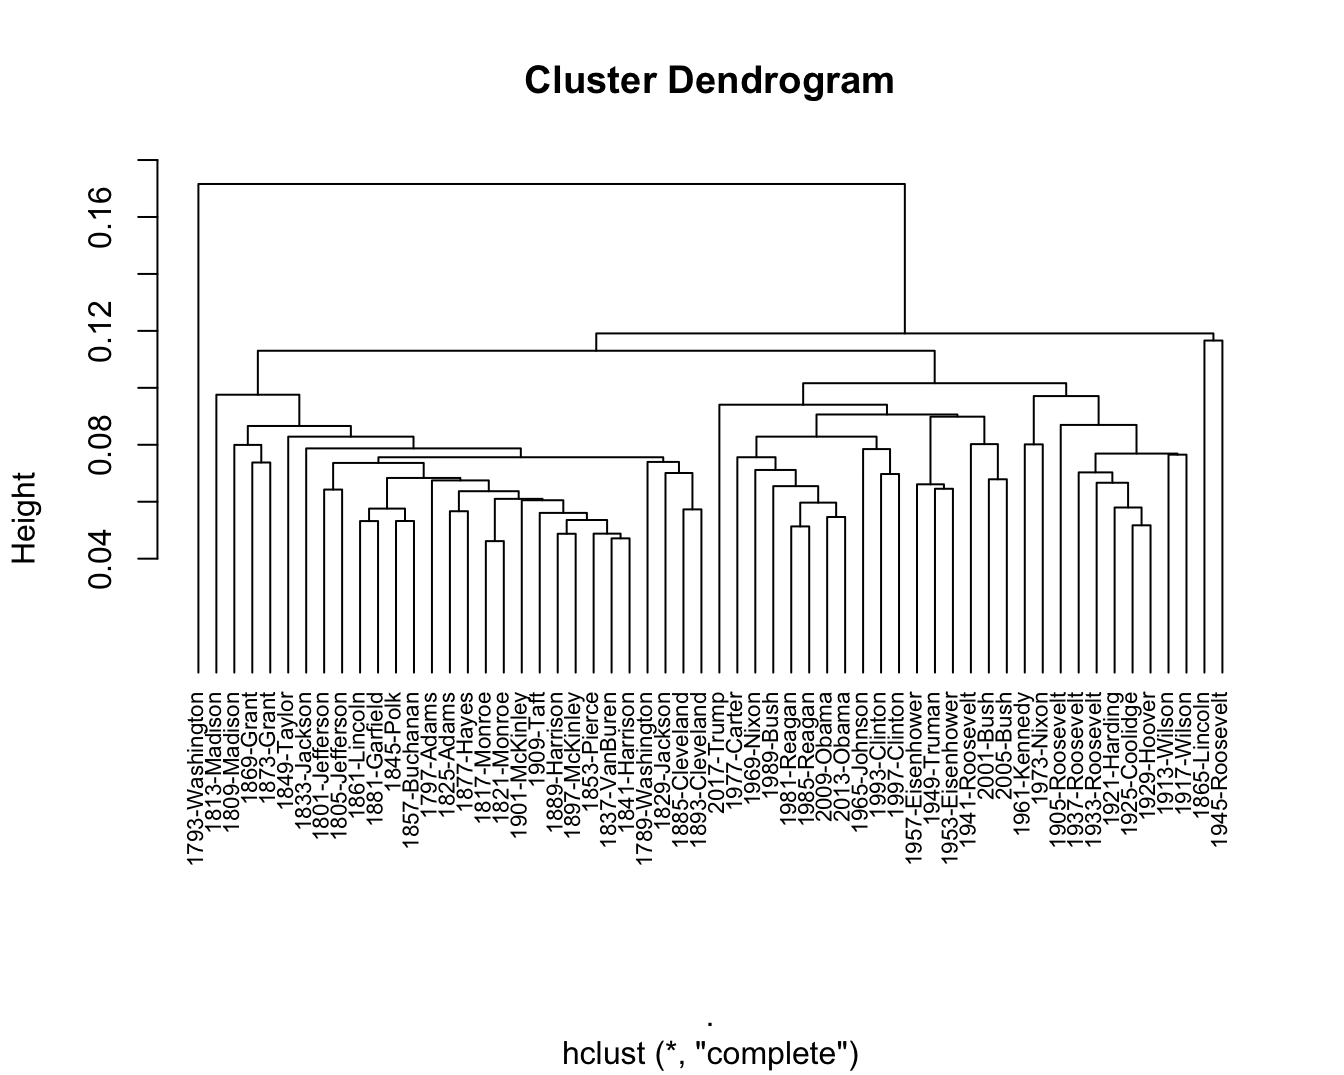 Cluster Dendrogram
Height
0.04
0.08
0.12
0.16
1793-Washington
1813-Madison
1809-Madison
1869-Grant
1873-Grant
1849-Taylor
1833-Jackson
1801-Jefferson
1805-Jefferson
1861-Lincoln
1881-Garfield
1845-Polk
1857-Buchanan
1797-Adams
1825-Adams
1877-Hayes
1817-Monroe
1821-Monroe
1901-McKinley
1909-Taft
1889-Harrison
1897-McKinley
1853-Pierce
1837-VanBuren
1841-Harrison
1789-Washington
1829-Jackson
1885-Cleveland
1893-Cleveland
2017-Trump
1977-Carter
1969-Nixon
1989-Bush
1981-Reagan
1985-Reagan
2009-Obama
2013-Obama
1965-Johnson
1993-Clinton
1997-Clinton
1957-Eisenhower
1949-Truman
1953-Eisenhower
1941-Roosevelt
2001-Bush
2005-Bush
1961-Kennedy
1973-Nixon
1905-Roosevelt
1937-Roosevelt
1933-Roosevelt
1921-Harding
1925-Coolidge
1929-Hoover
1913-Wilson
1917-Wilson
1865-Lincoln
1945-Roosevelt
.
hclust (*, "complete")